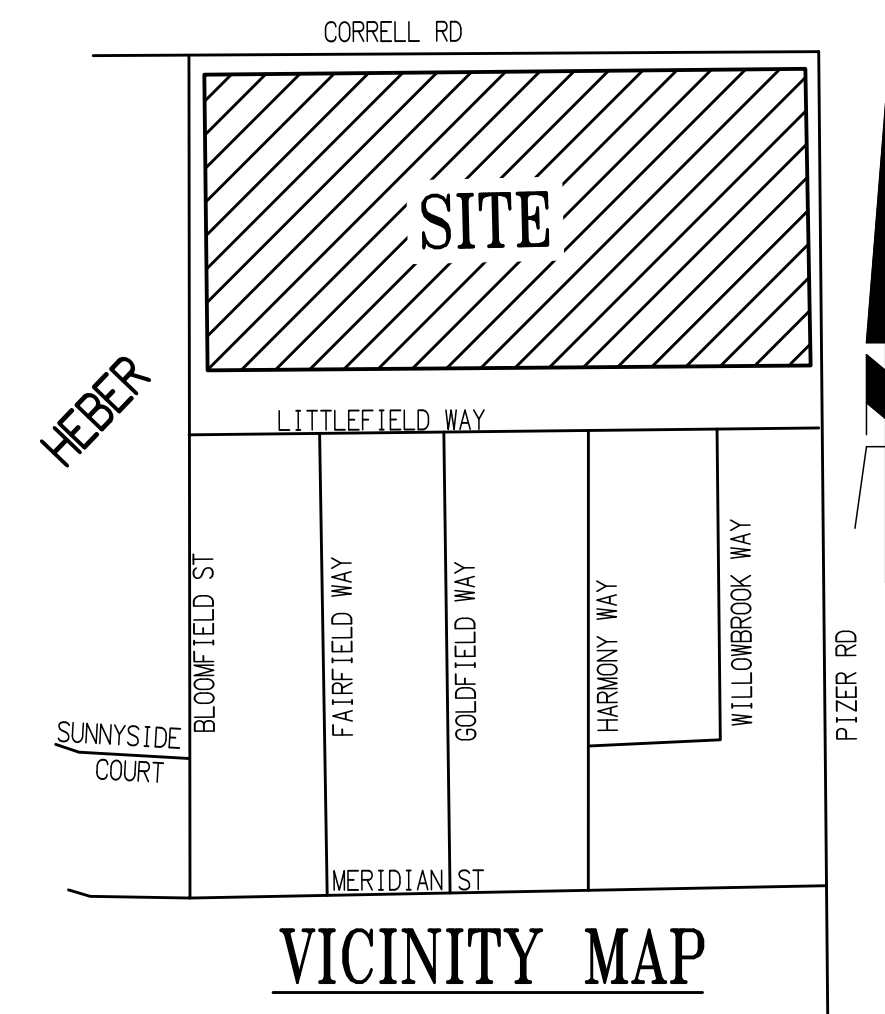 CORRELL RD
SITE
HEBER
LITTLEFIELD WAY
BLOOMFIELD ST
FAIRFIELD WAY
GOLDFIELD WAY
HARMONY WAY
WILLOWBROOK WAY
PIZER RD
SUNNYSIDE
COURT
MERIDIAN ST
VICINITY MAP